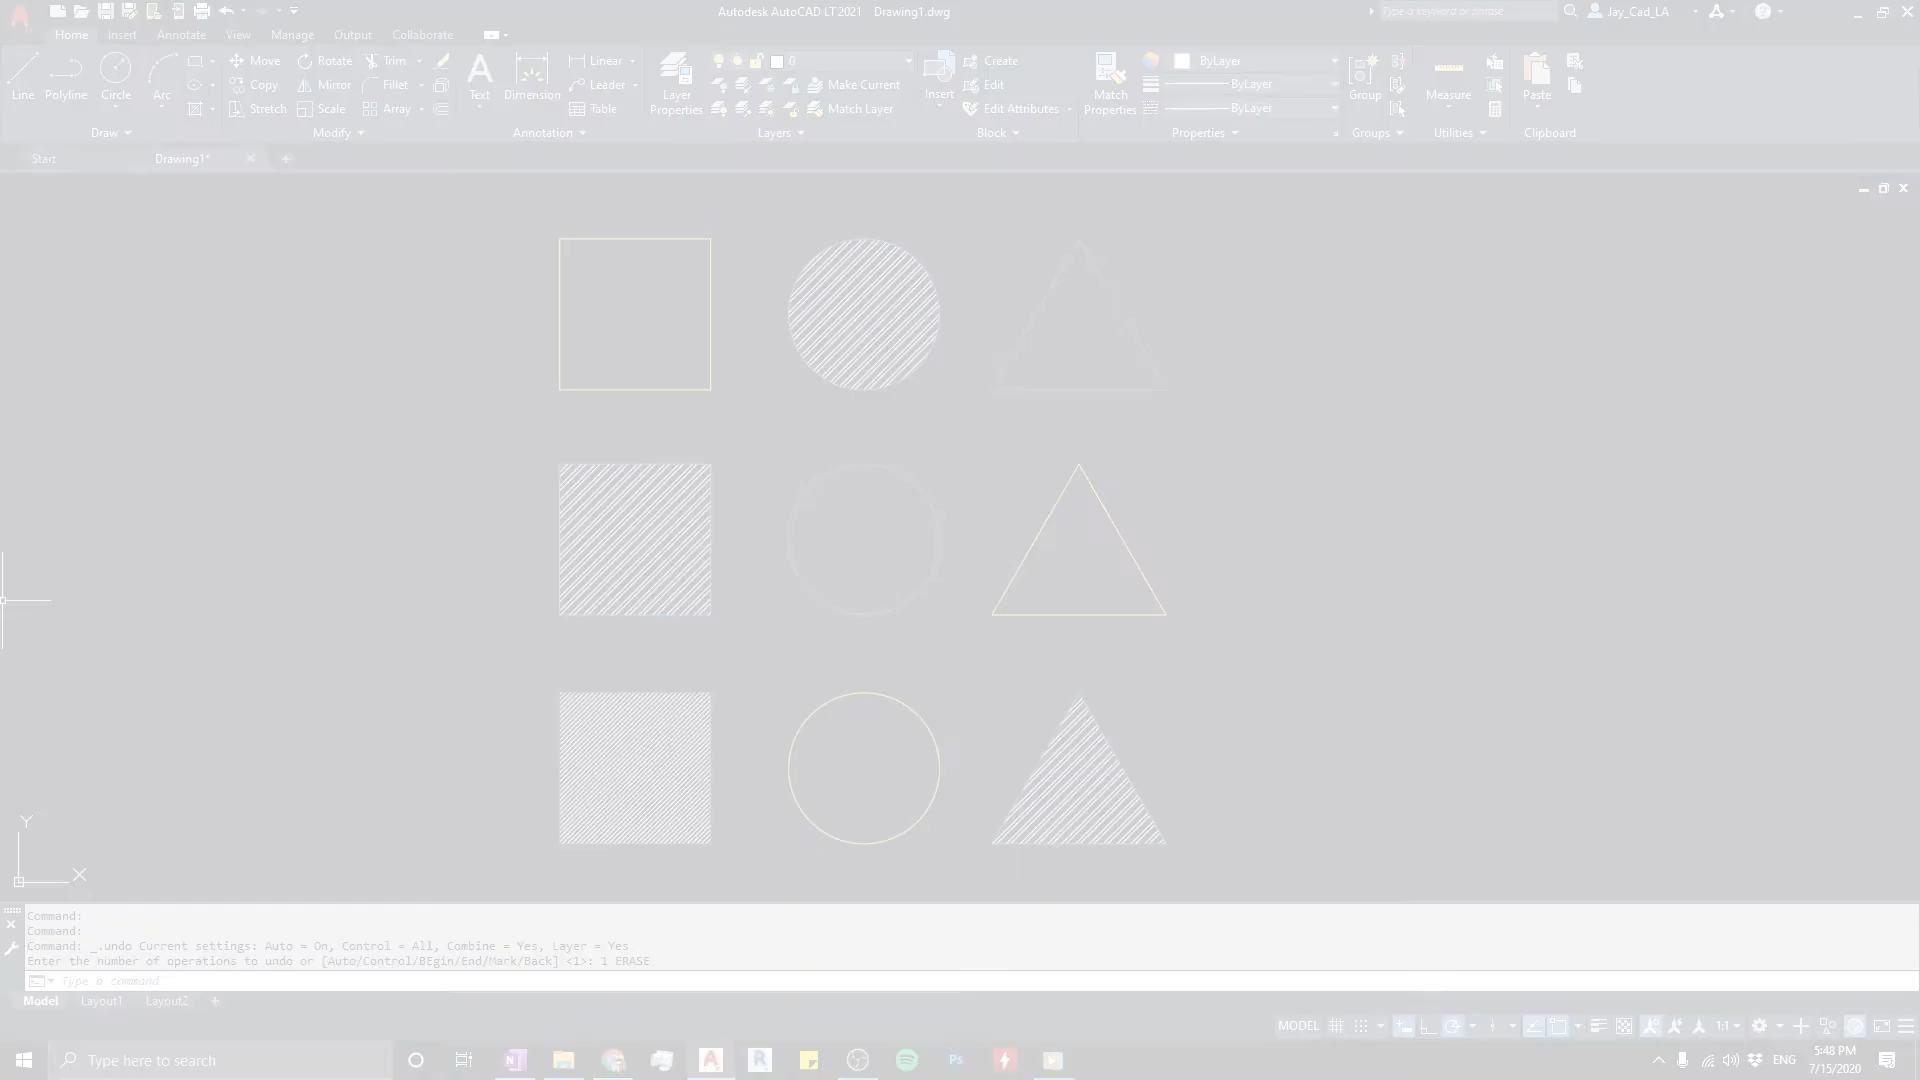 Autodesk AutoCAD LT 2021 Drawing1.dwg
Type a keyword or phrase
Jay_Cad_LA
Home Insert Annotate View Manage Output Collaborate
Line Polyline Circle Arc
Move Rotate Trim
Copy Mirror Fillet
Stretch Scale Array
Text Dimension
Linear
Leader
Table
Layer Properties
0
Make Current
Match Layer
Insert
Create
Edit
Edit Attributes
Match Properties
ByLayer
ByLayer
ByLayer
Group
Measure
Paste
Draw Modify Annotation Layers Block Properties Groups Utilities Clipboard
Start Drawing1*
Y
X
Command:
Command:
Command: _.undo Current settings: Auto = On, Control = All, Combine = Yes, Layer = Yes
Enter the number of operations to undo or [Auto/Control/BEgin/End/Mark/Back] <1>: 1 ERASE
Type a command
Model Layout1 Layout2
MODEL 1:1
Type here to search
N R Ps
ENG
5:48 PM
7/15/2020